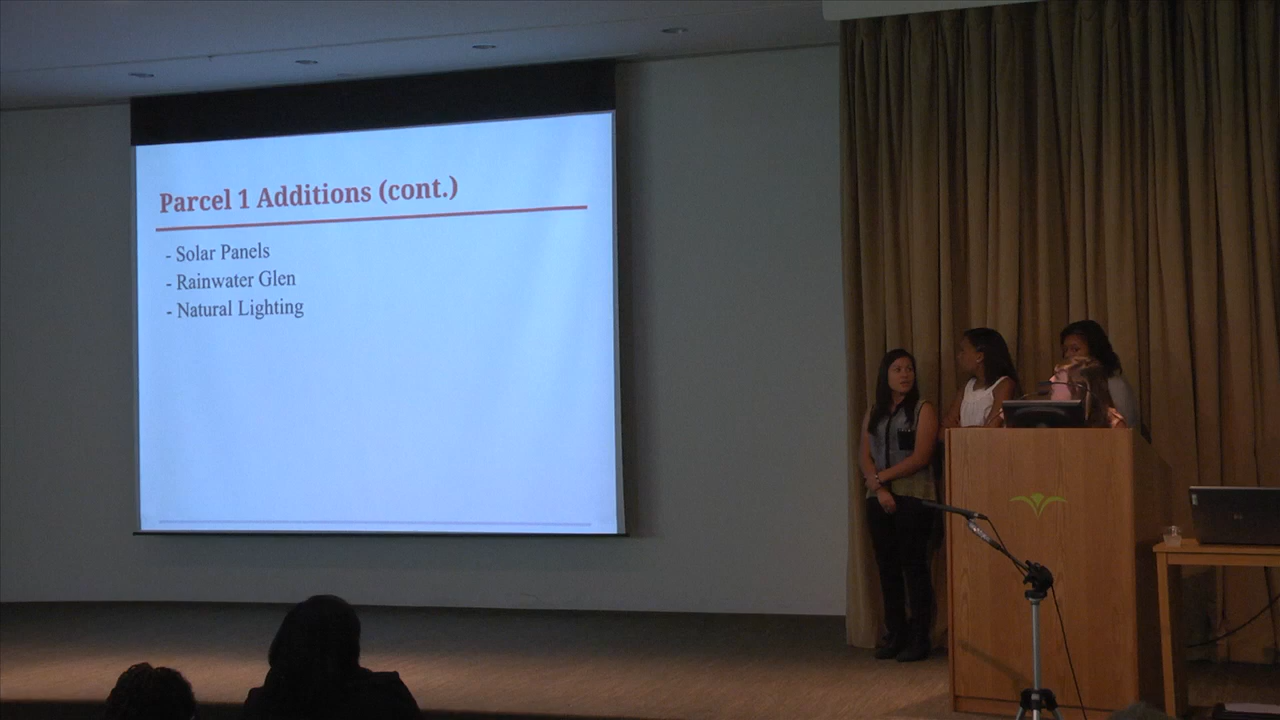 Parcel 1 Additions (cont.)
- Solar Panels
- Rainwater Glen
- Natural Lighting